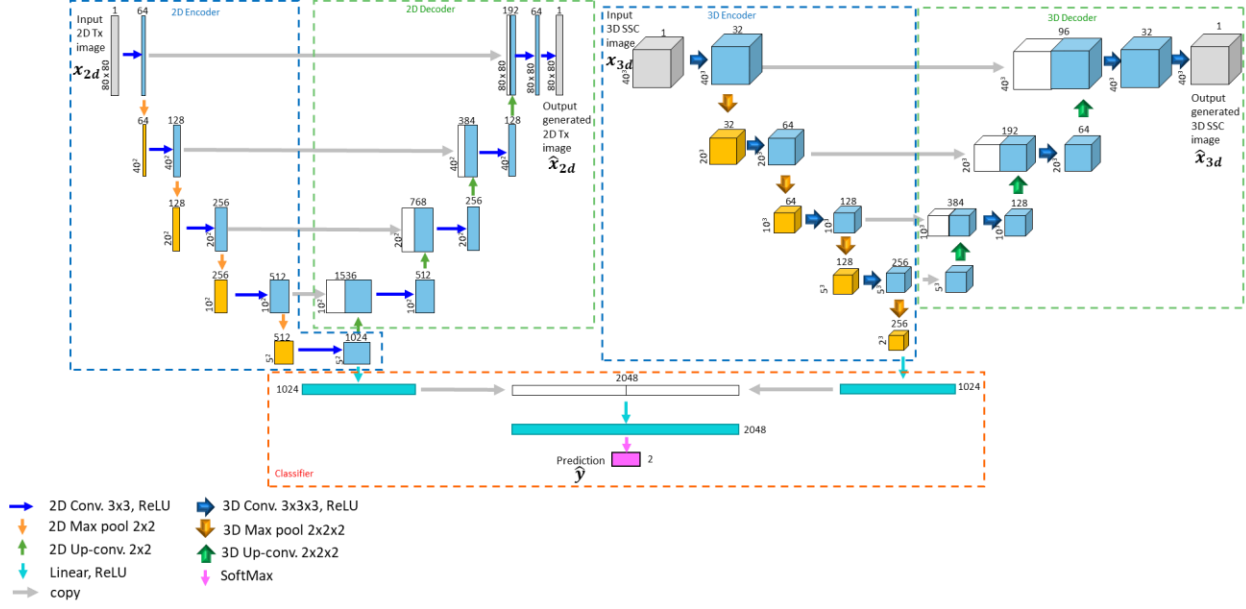 2D Encoder
Input
2D Tx
image
x2d
1
64
80 x 80
80 x 80
64
128
40²
40²
128
256
20²
20²
256
512
10²
10²
512
1024
5²
5²
2D Decoder
192
64
1
80 x 80
80 x 80
80 x 80
Output
generated
2D Tx
image
x̂2d
384
128
40²
40²
768
256
20²
20²
1536
512
10²
10²
3D Encoder
Input
3D SSC
image
x3d
1
32
40³
40³
32
64
20³
20³
64
128
10³
10³
128
256
5³
5³
256
2³
3D Decoder
96
32
1
40³
40³
40³
Output
generated
3D SSC
image
x̂3d
192
64
20³
20³
384
128
10³
10³
5³
1024
2048
1024
2048
Prediction
ŷ
2
Classifier
2D Conv. 3x3, ReLU
2D Max pool 2x2
2D Up-conv. 2x2
Linear, ReLU
copy
3D Conv. 3x3x3, ReLU
3D Max pool 2x2x2
3D Up-conv. 2x2x2
SoftMax